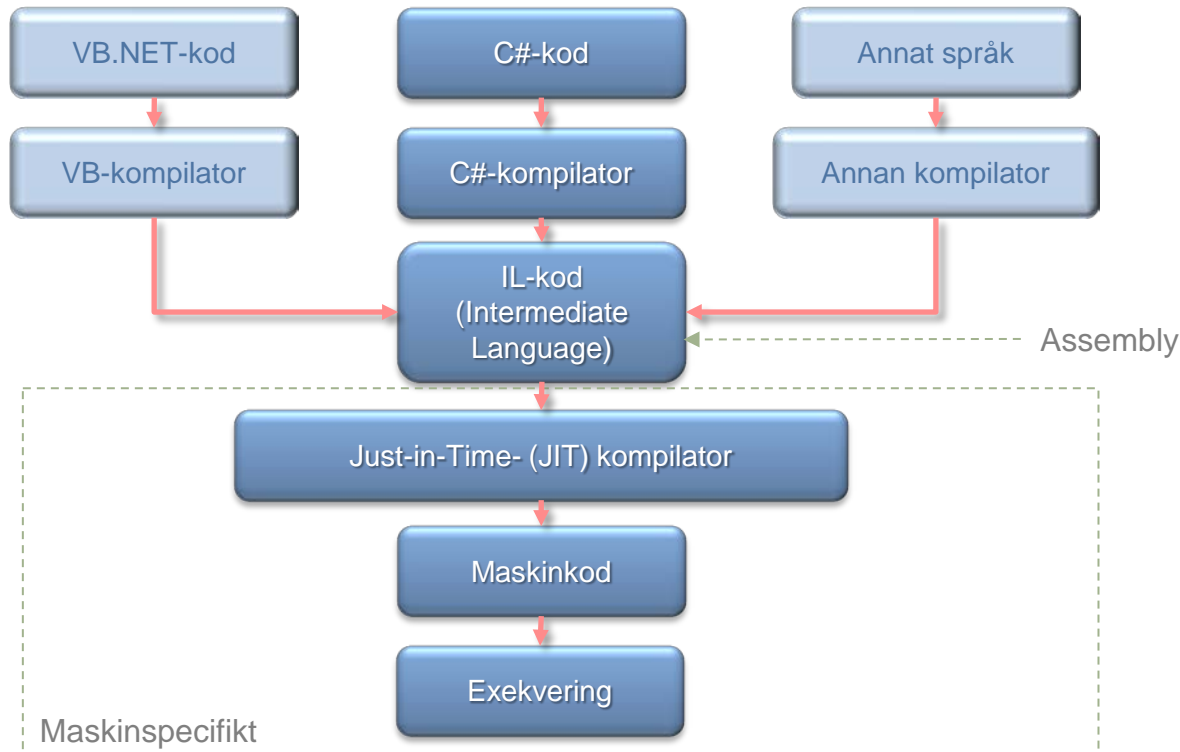 VB.NET-kod
C#-kod
Annat språk
VB-kompilator
C#-kompilator
Annan kompilator
IL-kod
(Intermediate
Language)
Assembly
Just-in-Time- (JIT) kompilator
Maskinkod
Exekvering
Maskinspecifikt